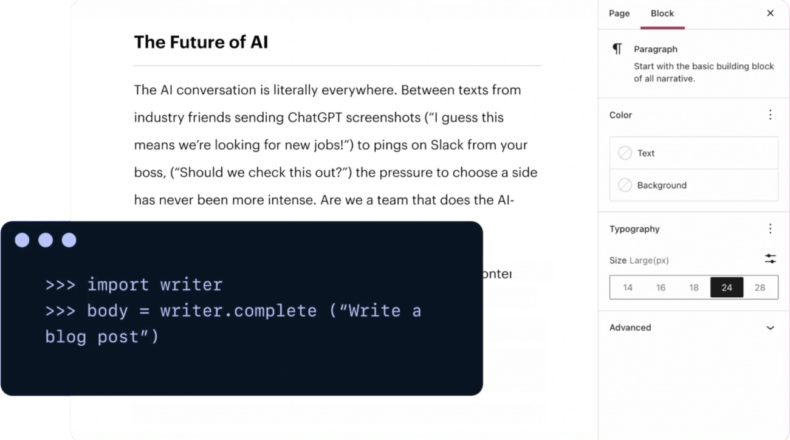 The Future of AI
The AI conversation is literally everywhere. Between texts from
industry friends sending ChatGPT screenshots (“I guess this
means we’re looking for new jobs!”) to pings on Slack from your
boss, (“Should we check this out?”) the pressure to choose a side
has never been more intense. Are we a team that does the AI-
>>> import writer
>>> body = writer.complete (“Write a
blog post”)
Page Block
Paragraph
Start with the basic building block
of all narrative.
Color
Text
Background
Typography
Size Large(px)
14 16 18 24 28
Advanced